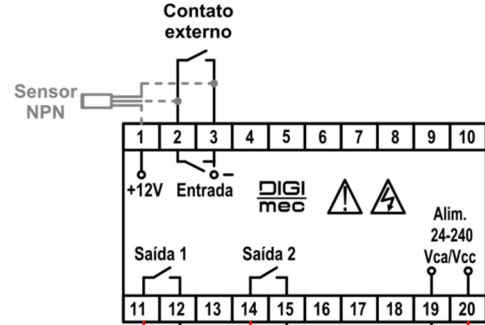 Contato
externo
Sensor
NPN
1 2 3 4 5 6 7 8 9 10
+12V Entrada –
DIGI
mec
Alim.
24-240
Vca/Vcc
Saída 1 Saída 2
11 12 13 14 15 16 17 18 19 20